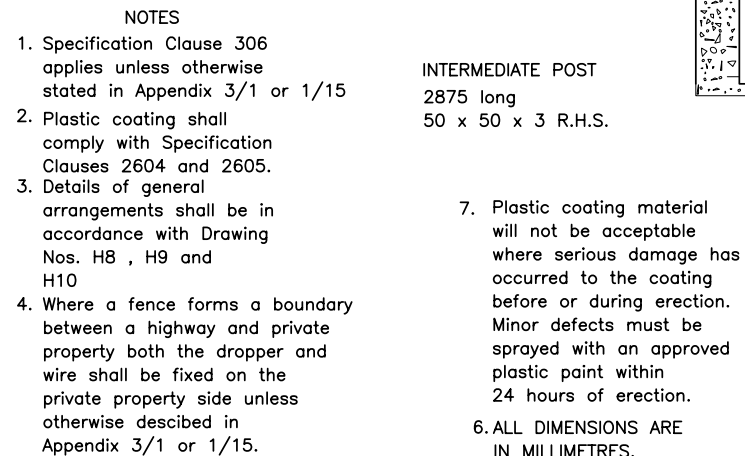 NOTES
1. Specification Clause 306
applies unless otherwise
stated in Appendix 3/1 or 1/15
2. Plastic coating shall
comply with Specification
Clauses 2604 and 2605.
3. Details of general
arrangements shall be in
accordance with Drawing
Nos. H8 , H9 and
H10
4. Where a fence forms a boundary
between a highway and private
property both the dropper and
wire shall be fixed on the
private property side unless
otherwise descibed in
Appendix 3/1 or 1/15.
INTERMEDIATE POST
2875 long
50 x 50 x 3 R.H.S.
7. Plastic coating material
will not be acceptable
where serious damage has
occurred to the coating
before or during erection.
Minor defects must be
sprayed with an approved
plastic paint within
24 hours of erection.
6. ALL DIMENSIONS ARE
IN MILLIMETRES.